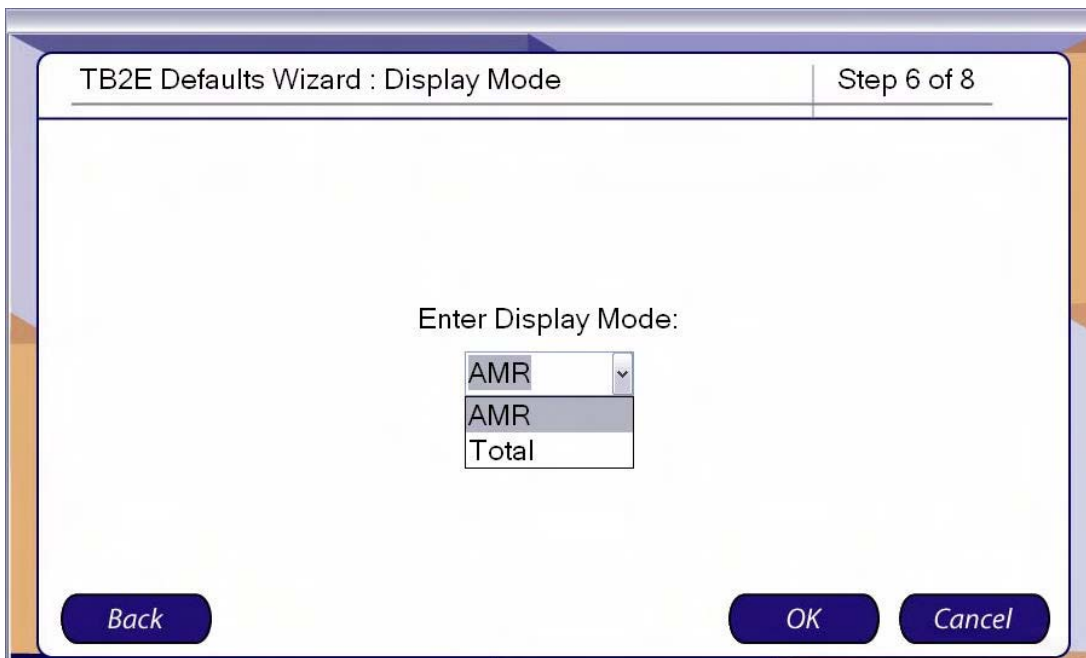 TB2E Defaults Wizard : Display Mode
Step 6 of 8
Enter Display Mode:
AMR
AMR
Total
Back
OK
Cancel